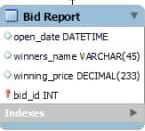 Bid Report
open_date DATETIME
winners_name VARCHAR(45)
winning_price DECIMAL(233)
bid_id INT
Indexes